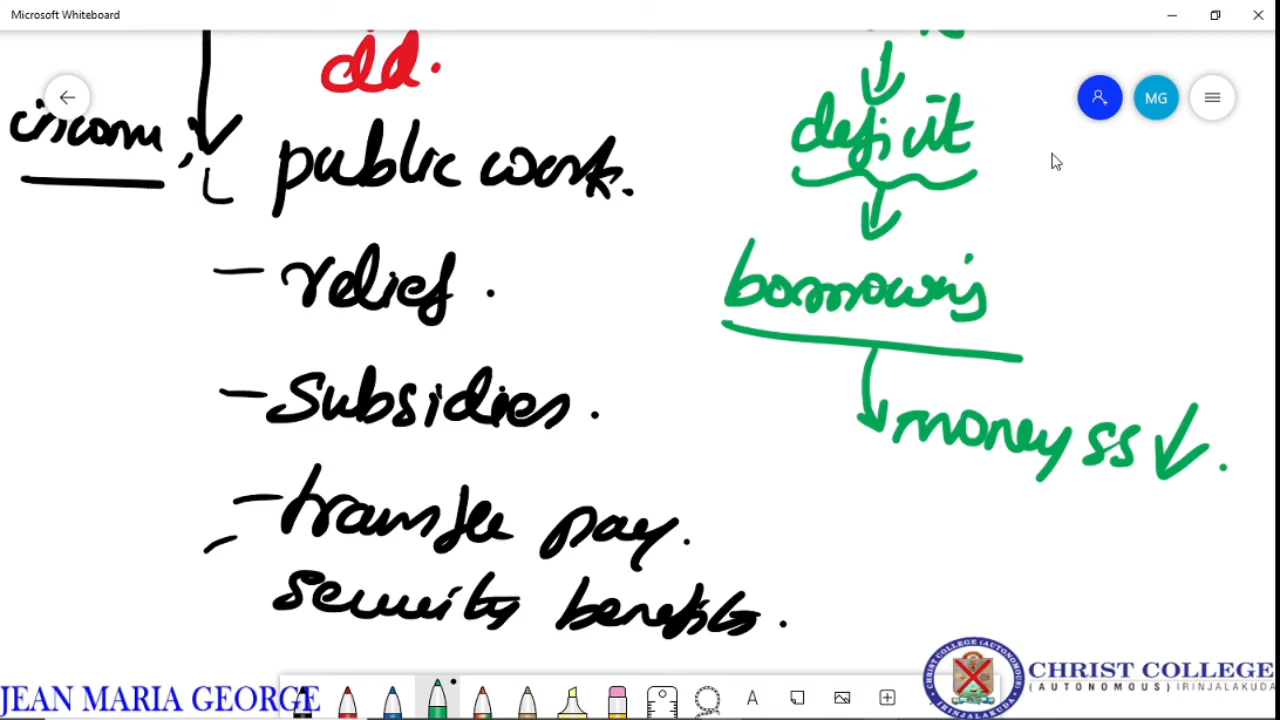 Microsoft Whiteboard
dd.
income;
public work.
- relief.
- subsidies.
- transfer pay.
- security benefits.
deficit
borrowing
money ss ↓.
MG
A
JEAN MARIA GEORGE
CHRIST COLLEGE
(AUTONOMOUS) IRINJALAKUDA